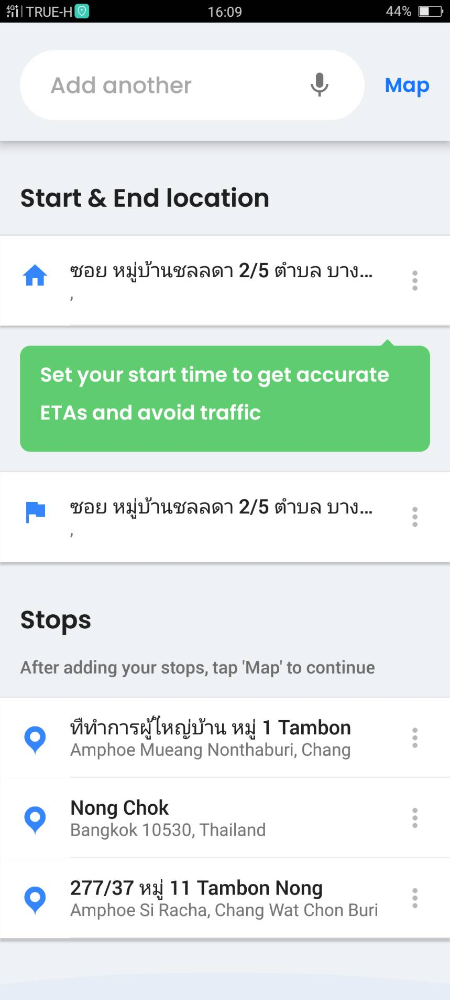 4G+ TRUE-H 16:09 44%
Add another
Map
Start & End location
ซอย หมู่บ้านชลลดา 2/5 ตำบล บาง...
,
Set your start time to get accurate
ETAs and avoid traffic
ซอย หมู่บ้านชลลดา 2/5 ตำบล บาง...
,
Stops
After adding your stops, tap 'Map' to continue
ที่ทำการผู้ใหญ่บ้าน หมู่ 1 Tambon
Amphoe Mueang Nonthaburi, Chang
Nong Chok
Bangkok 10530, Thailand
277/37 หมู่ 11 Tambon Nong
Amphoe Si Racha, Chang Wat Chon Buri